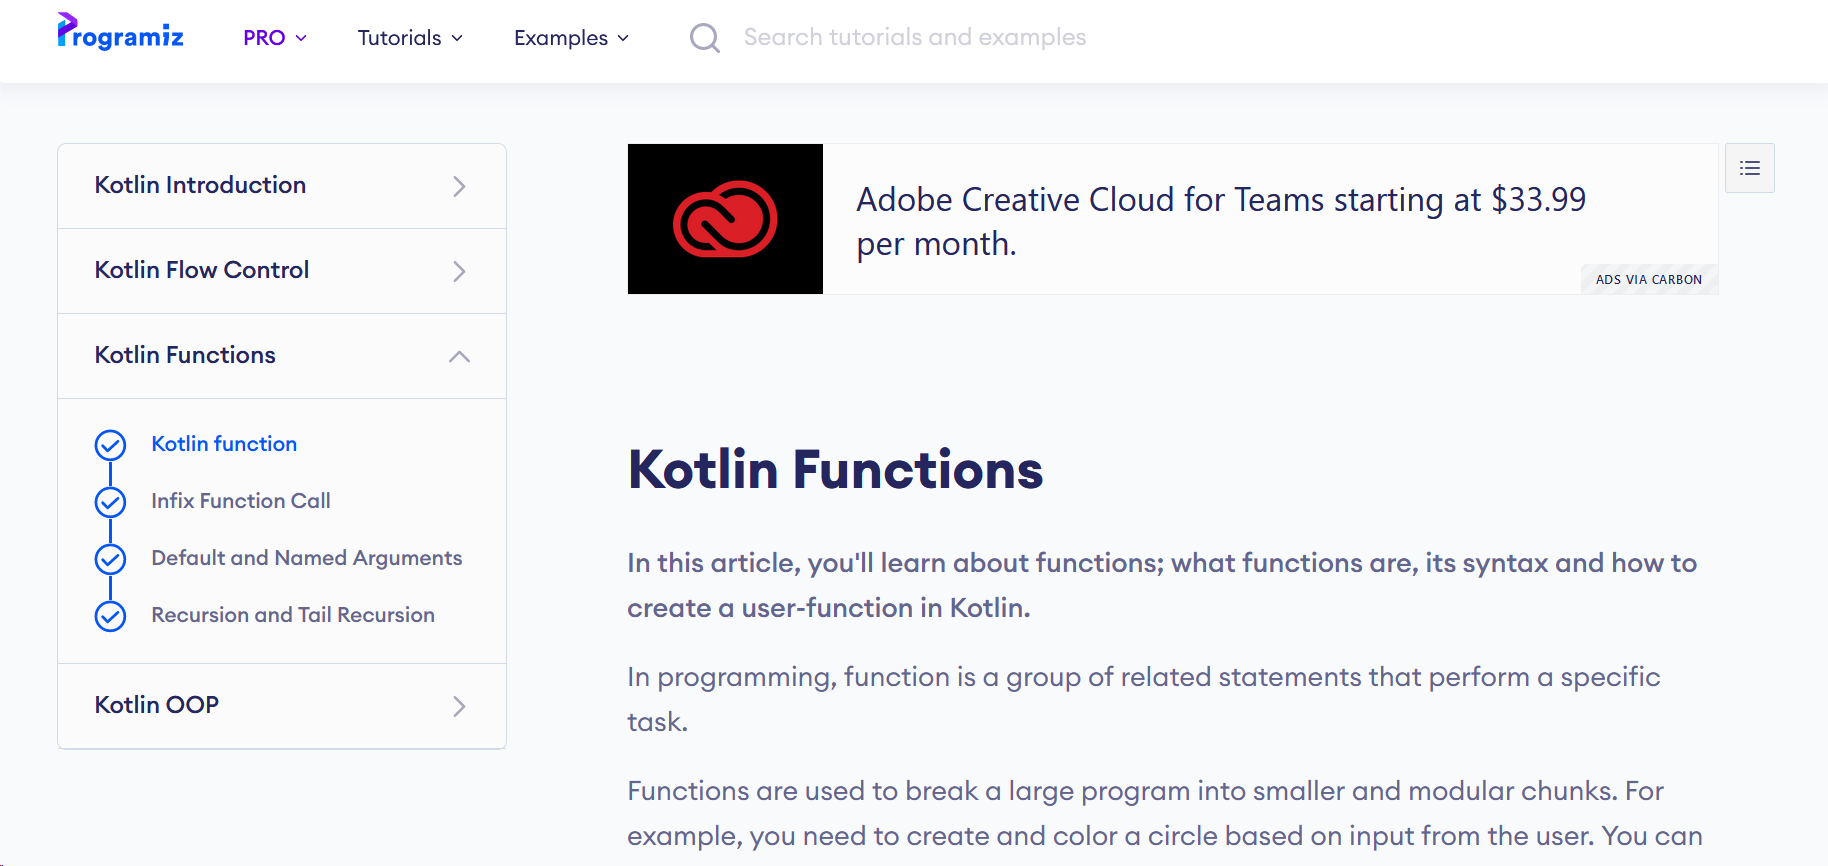 Programiz
PRO
Tutorials
Examples
Search tutorials and examples
Kotlin Introduction
Kotlin Flow Control
Kotlin Functions
Kotlin function
Infix Function Call
Default and Named Arguments
Recursion and Tail Recursion
Kotlin OOP
Adobe Creative Cloud for Teams starting at $33.99
per month.
ADS VIA CARBON
Kotlin Functions
In this article, you'll learn about functions; what functions are, its syntax and how to
create a user-function in Kotlin.
In programming, function is a group of related statements that perform a specific
task.
Functions are used to break a large program into smaller and modular chunks. For
example, you need to create and color a circle based on input from the user. You can